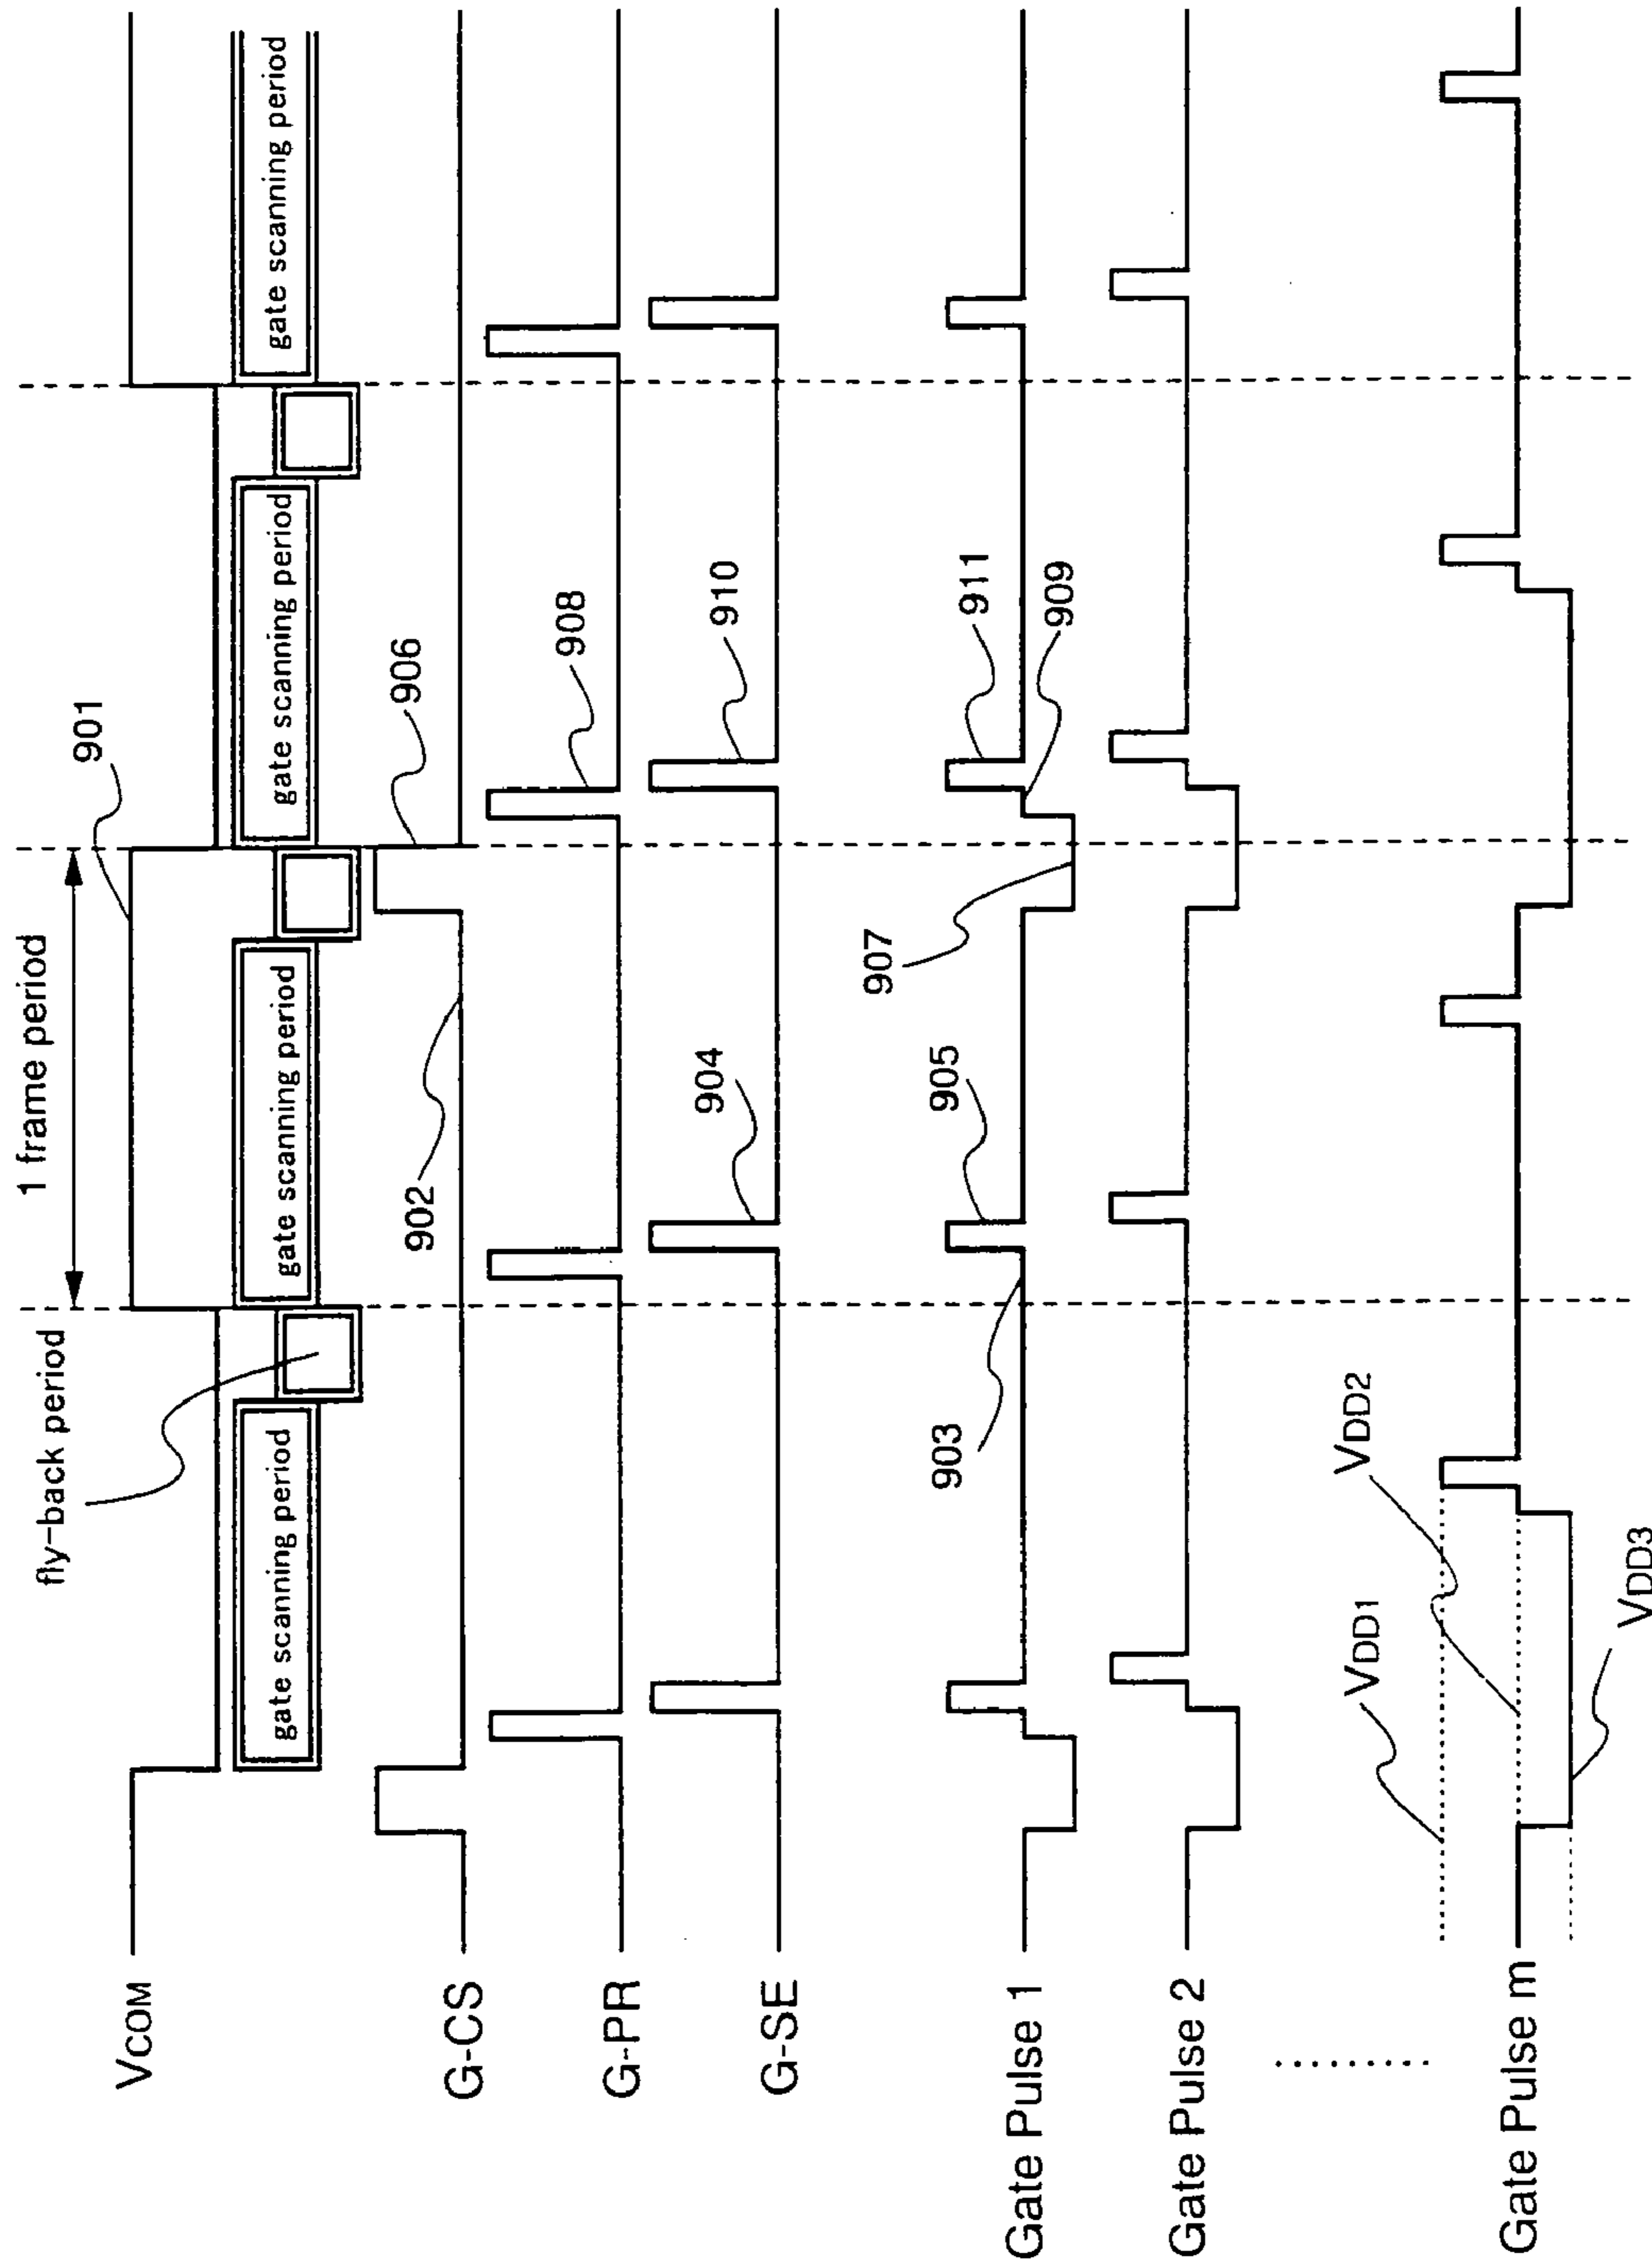 1 frame period
fly-back period
901
VCOM
gate scanning period
gate scanning period
gate scanning period
gate scanning period
902
906
G-CS
908
G-PR
904
910
G-SE
903
905
907
911
909
Gate Pulse 1
Gate Pulse 2
........
VDD1
VDD2
Gate Pulse m
VDD3